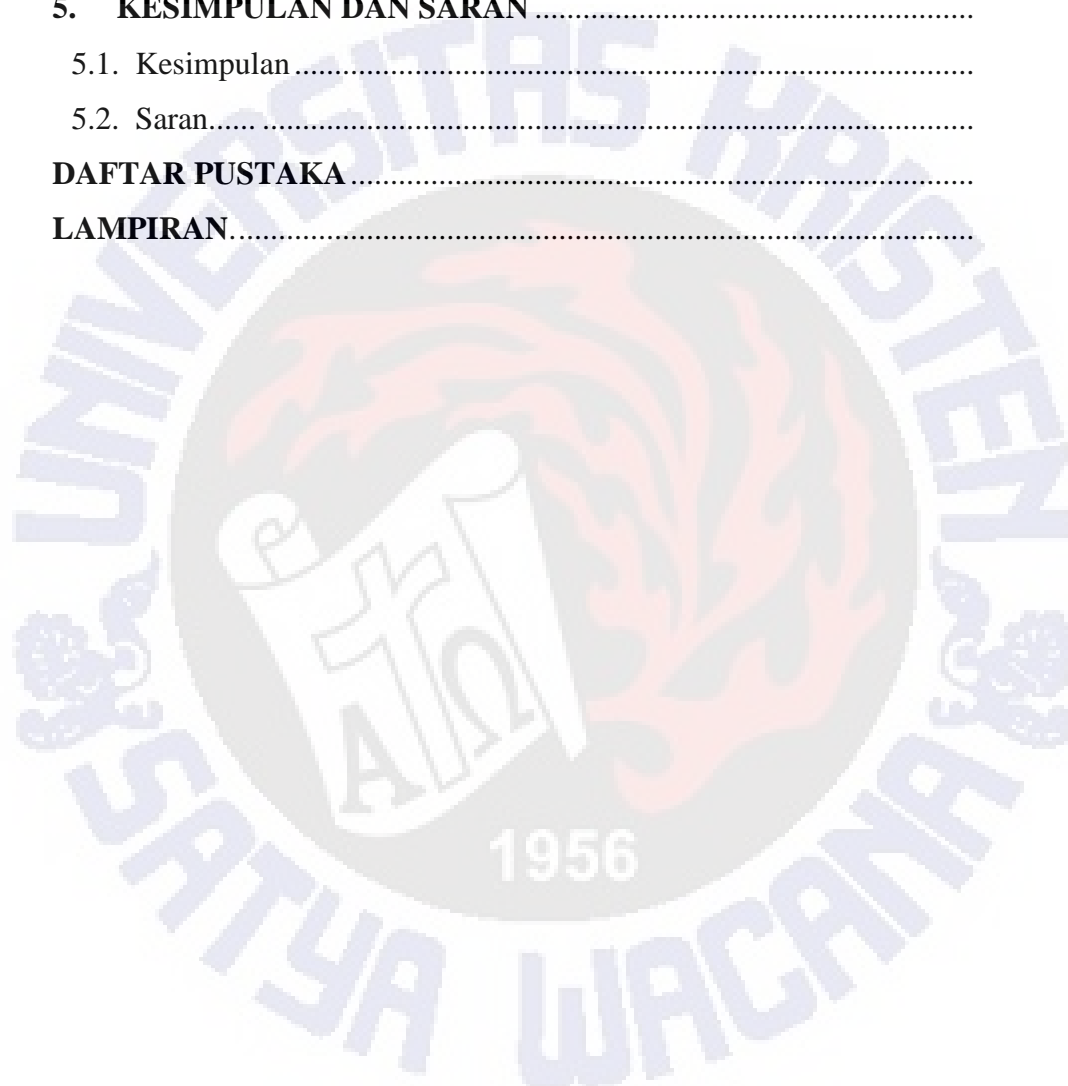 5. KESIMPULAN DAN SARAN ........................................................
5.1. Kesimpulan ........................................................................................
5.2. Saran...... ...........................................................................................
DAFTAR PUSTAKA ................................................................................
LAMPIRAN...............................................................................................
UNIVERSITAS KRISTEN
Α Ω
1956
SATYA WACANA